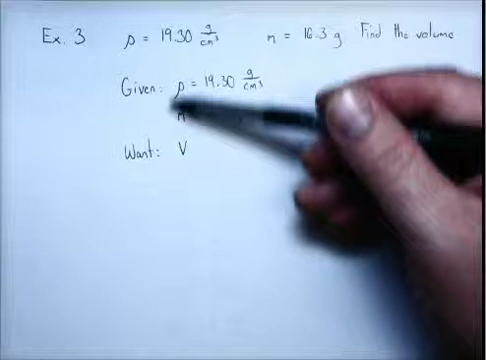 Ex. 3 ρ = 19.30 g/cm³ m = 16.3 g Find the volume
Given: ρ = 19.30 g/cm³
m
Want: V